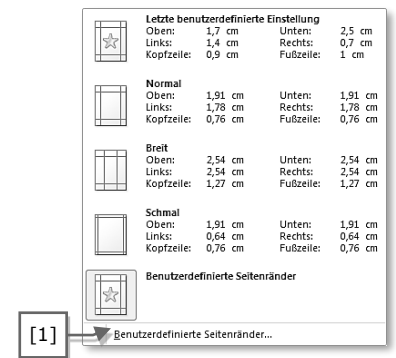 Letzte benutzerdefinierte Einstellung
Oben: 1,7 cm Unten: 2,5 cm
Links: 1,4 cm Rechts: 0,7 cm
Kopfzeile: 0,9 cm Fußzeile: 1 cm
Normal
Oben: 1,91 cm Unten: 1,91 cm
Links: 1,78 cm Rechts: 1,78 cm
Kopfzeile: 0,76 cm Fußzeile: 0,76 cm
Breit
Oben: 2,54 cm Unten: 2,54 cm
Links: 2,54 cm Rechts: 2,54 cm
Kopfzeile: 1,27 cm Fußzeile: 1,27 cm
Schmal
Oben: 1,91 cm Unten: 1,91 cm
Links: 0,64 cm Rechts: 0,64 cm
Kopfzeile: 0,76 cm Fußzeile: 0,76 cm
Benutzerdefinierte Seitenränder
[1] Benutzerdefinierte Seitenränder...